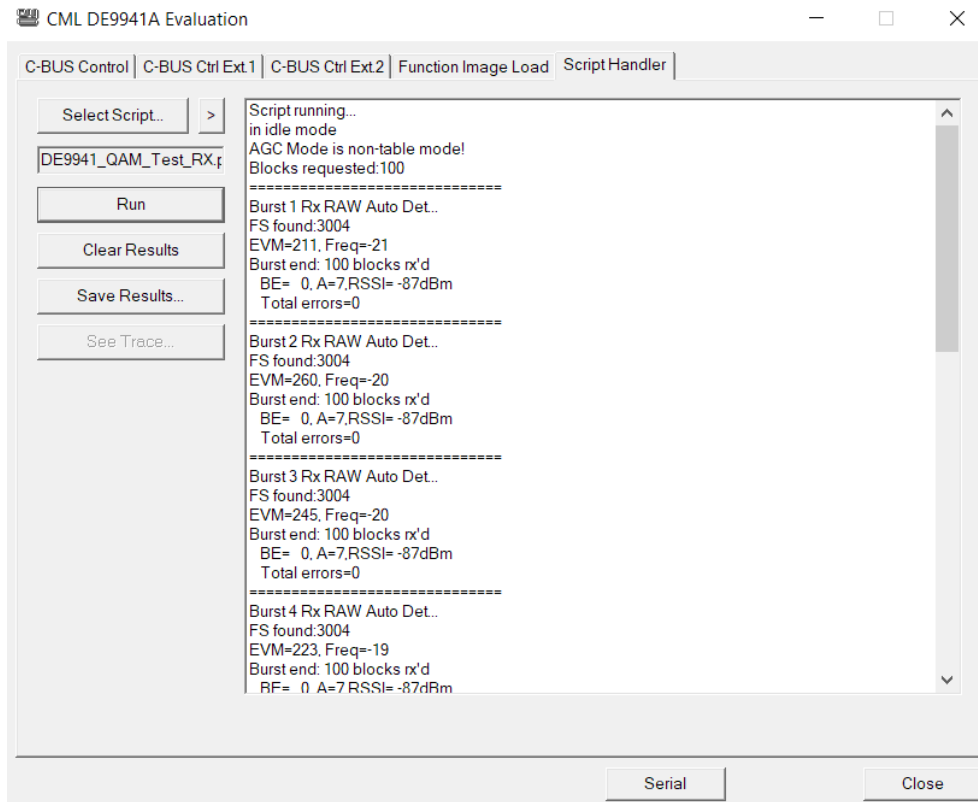 CML DE9941A Evaluation
C-BUS Control C-BUS Ctrl Ext.1 C-BUS Ctrl Ext.2 Function Image Load Script Handler
Select Script... >
DE9941_QAM_Test_RX.p
Run
Clear Results
Save Results...
See Trace...
Script running...
in idle mode
AGC Mode is non-table mode!
Blocks requested:100
==============================
Burst 1 Rx RAW Auto Det...
FS found:3004
EVM=211, Freq=-21
Burst end: 100 blocks rx'd
BE= 0, A=7,RSSI= -87dBm
Total errors=0
==============================
Burst 2 Rx RAW Auto Det...
FS found:3004
EVM=260, Freq=-20
Burst end: 100 blocks rx'd
BE= 0, A=7,RSSI= -87dBm
Total errors=0
==============================
Burst 3 Rx RAW Auto Det...
FS found:3004
EVM=245, Freq=-20
Burst end: 100 blocks rx'd
BE= 0, A=7,RSSI= -87dBm
Total errors=0
==============================
Burst 4 Rx RAW Auto Det...
FS found:3004
EVM=223, Freq=-19
Burst end: 100 blocks rx'd
BE= 0, A=7,RSSI= -87dBm
Serial
Close